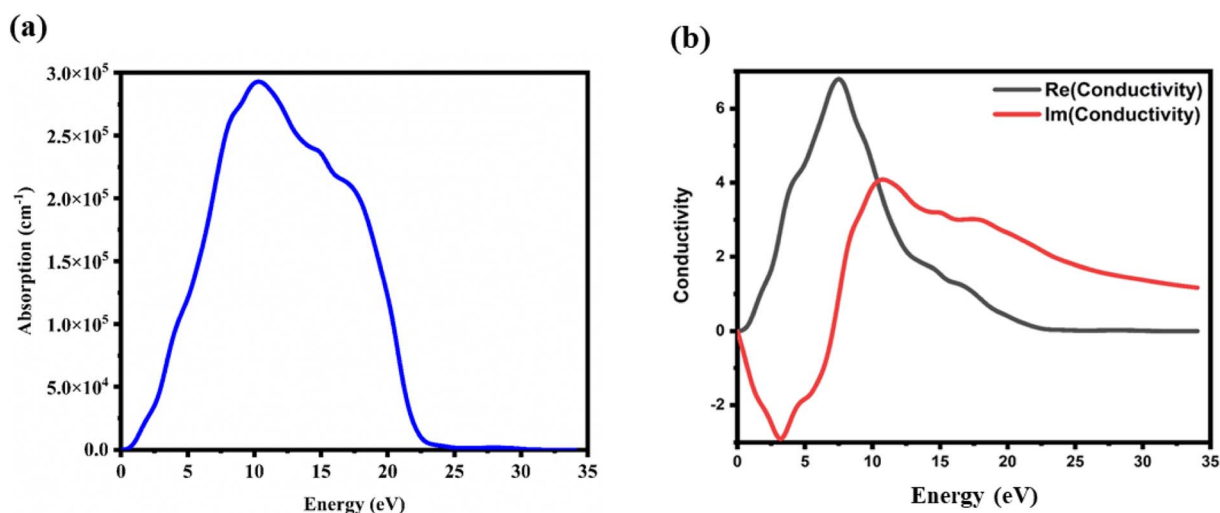 (a)
3.0×10⁵
2.5×10⁵
2.0×10⁵
1.5×10⁵
1.0×10⁵
5.0×10⁴
0.0
Absorption (cm⁻¹)
0 5 10 15 20 25 30 35
Energy (eV)
(b)
Re(Conductivity)
Im(Conductivity)
6
4
2
0
-2
Conductivity
0 5 10 15 20 25 30 35
Energy (eV)